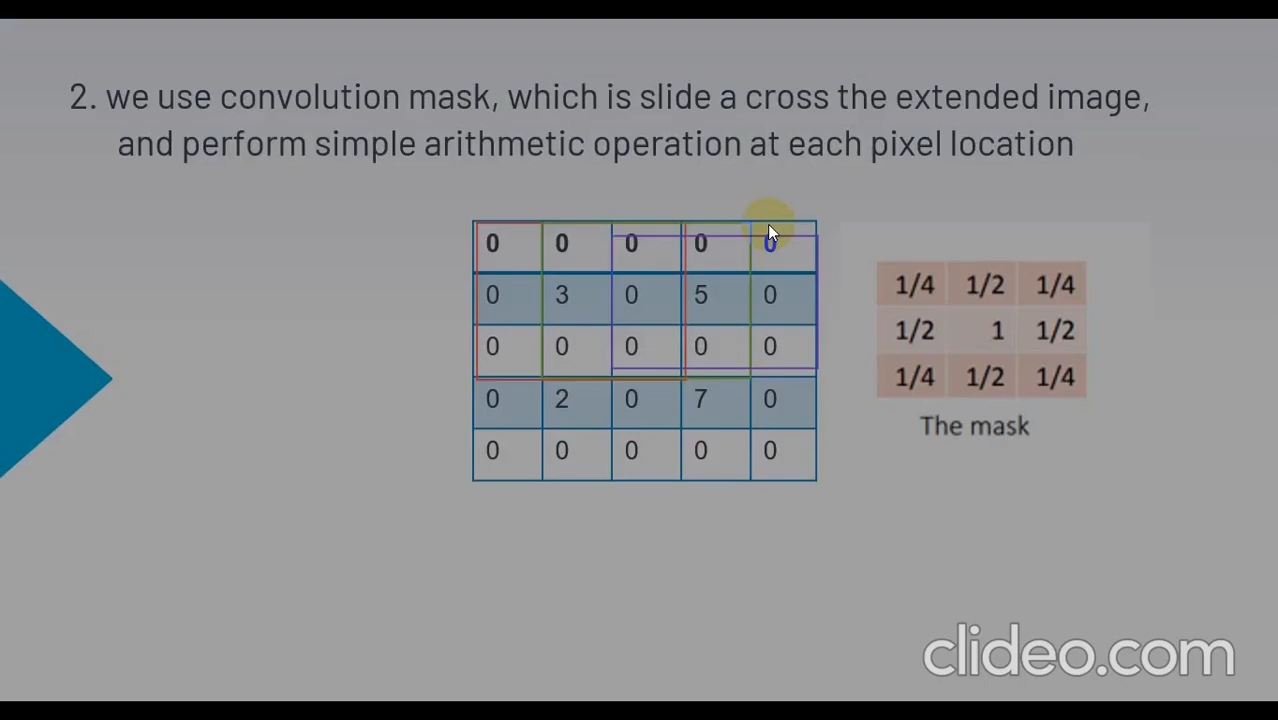 2. we use convolution mask, which is slide a cross the extended image,
and perform simple arithmetic operation at each pixel location
0 0 0 0 0
0 3 0 5 0
0 0 0 0 0
0 2 0 7 0
0 0 0 0 0
1/4 1/2 1/4
1/2 1 1/2
1/4 1/2 1/4
The mask
clideo.com